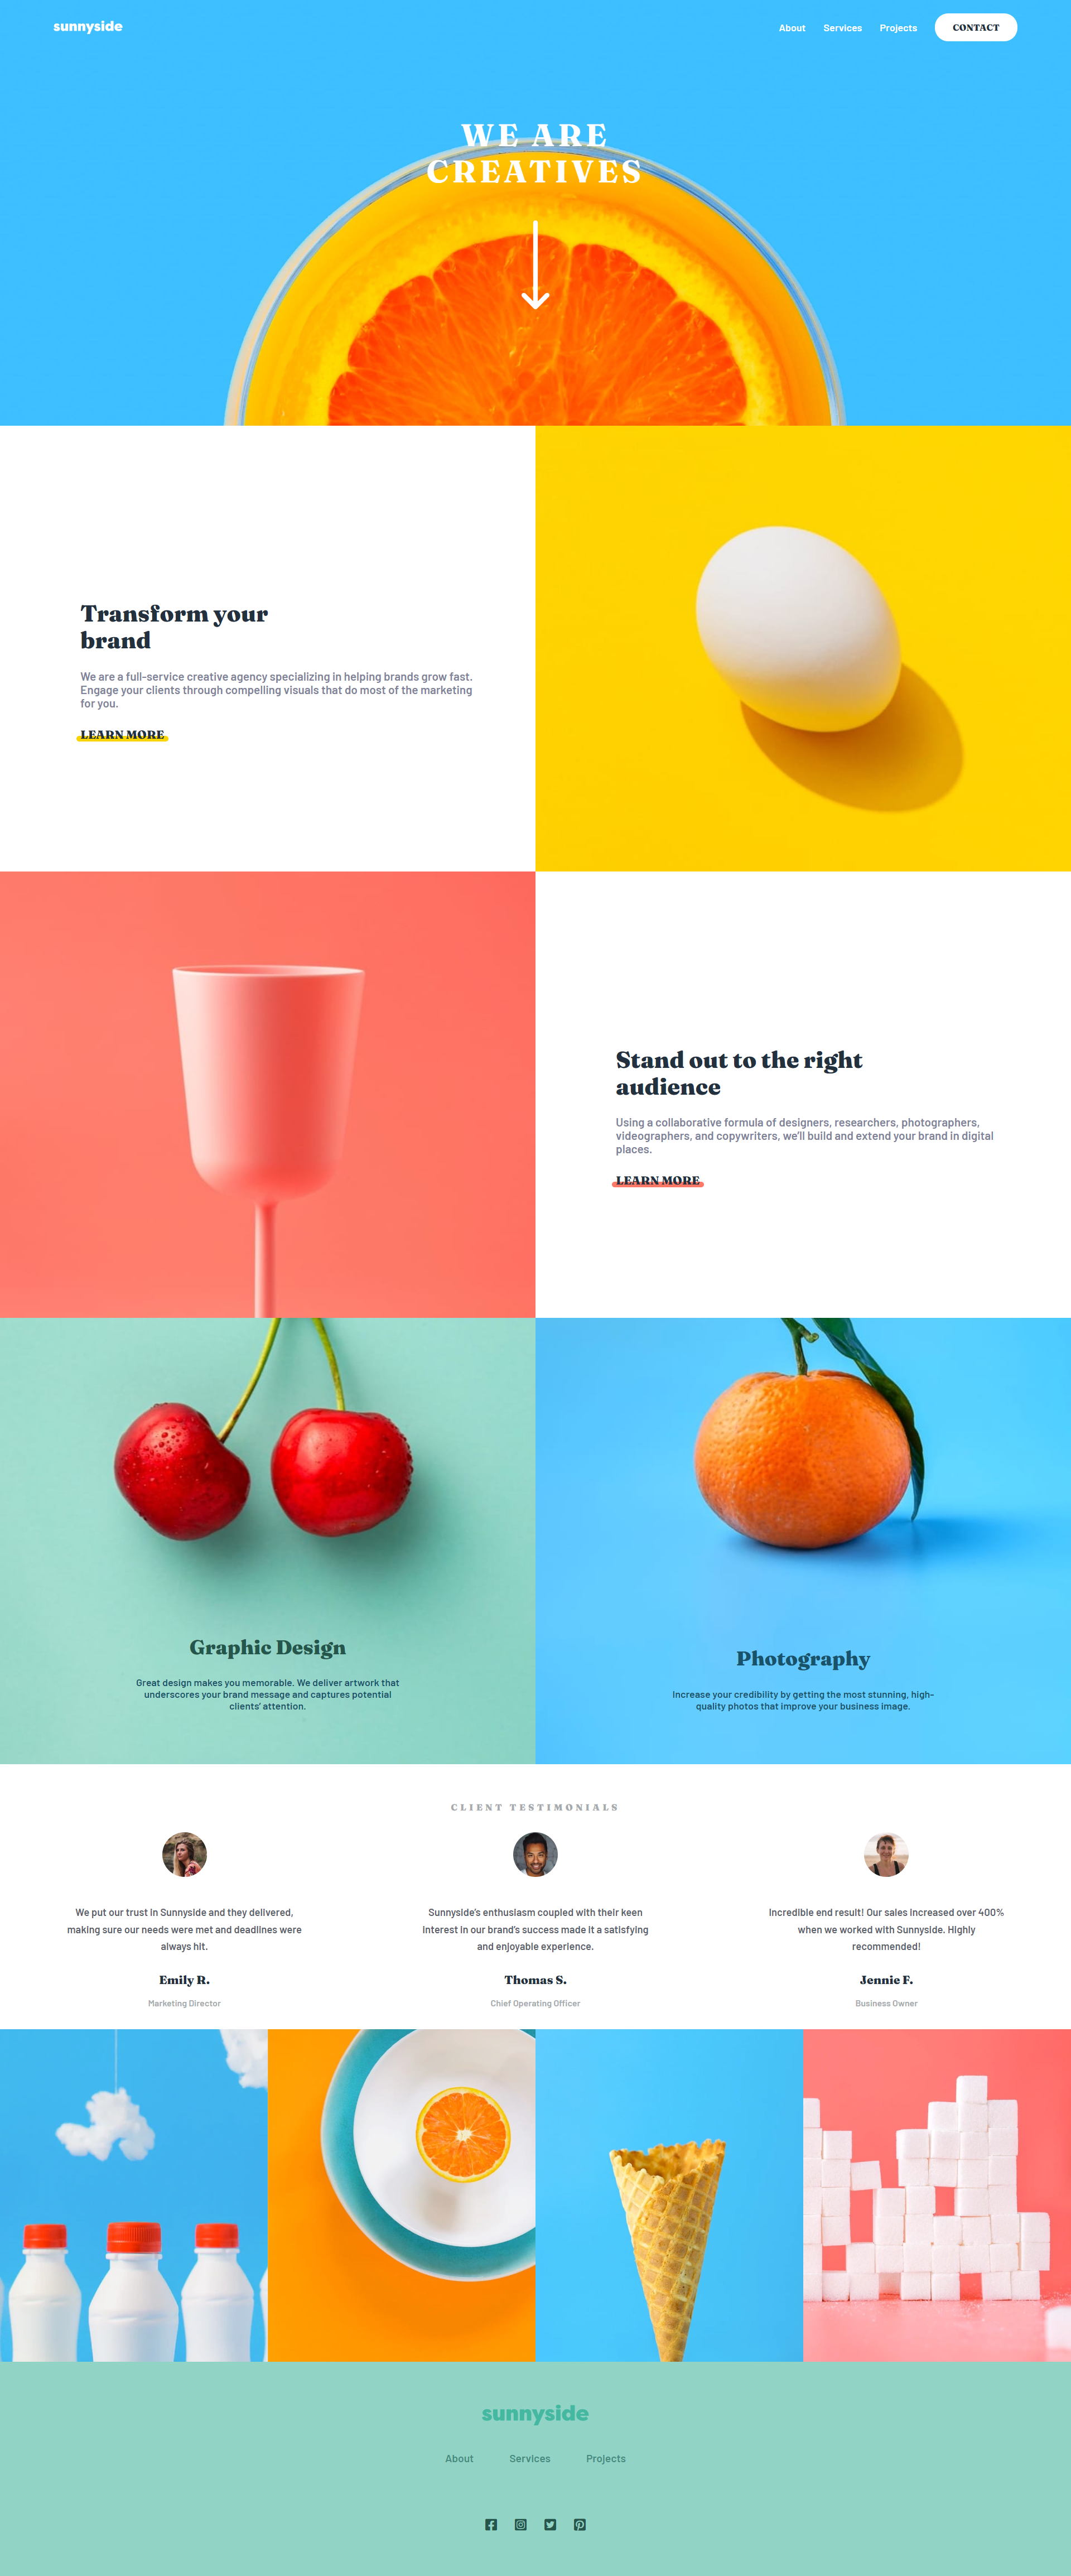 sunnyside
About Services Projects CONTACT
WE ARE
CREATIVES
Transform your
brand
We are a full-service creative agency specializing in helping brands grow fast.
Engage your clients through compelling visuals that do most of the marketing
for you.
LEARN MORE
Stand out to the right
audience
Using a collaborative formula of designers, researchers, photographers,
videographers, and copywriters, we'll build and extend your brand in digital
places.
LEARN MORE
Graphic Design
Great design makes you memorable. We deliver artwork that
underscores your brand message and captures potential
clients' attention.
Photography
Increase your credibility by getting the most stunning, high-
quality photos that improve your business image.
CLIENT TESTIMONIALS
We put our trust in Sunnyside and they delivered,
making sure our needs were met and deadlines were
always hit.
Emily R.
Marketing Director
Sunnyside's enthusiasm coupled with their keen
interest in our brand's success made it a satisfying
and enjoyable experience.
Thomas S.
Chief Operating Officer
Incredible end result! Our sales increased over 400%
when we worked with Sunnyside. Highly
recommended!
Jennie F.
Business Owner
sunnyside
About Services Projects